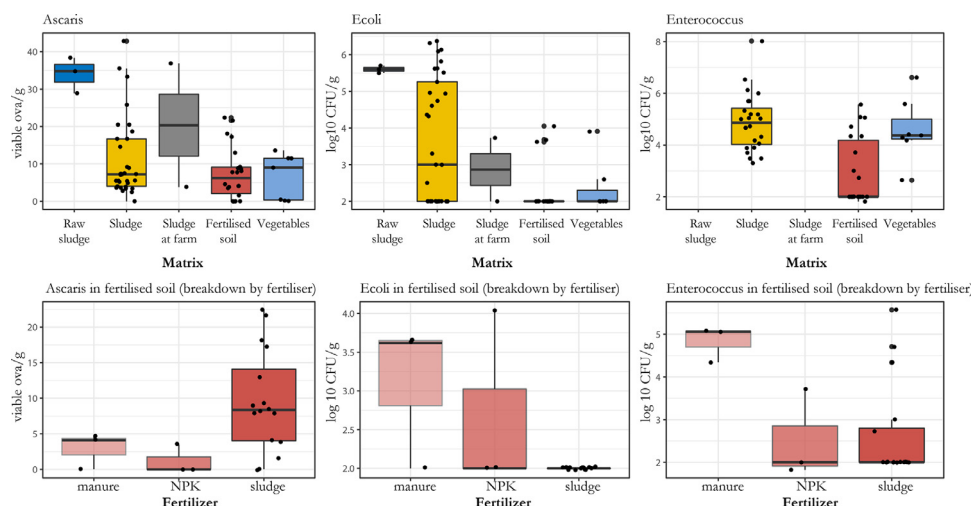 Ascaris
viable ova/g
40
30
20
10
0
Raw sludge
Sludge
Sludge at farm
Fertilised soil
Vegetables
Matrix
Ecoli
log10 CFU/g
6
5
4
3
2
Raw sludge
Sludge
Sludge at farm
Fertilised soil
Vegetables
Matrix
Enterococcus
log10 CFU/g
8
6
4
2
Raw sludge
Sludge
Sludge at farm
Fertilised soil
Vegetables
Matrix
Ascaris in fertilised soil (breakdown by fertiliser)
viable ova/g
20
15
10
5
0
manure
NPK
sludge
Fertilizer
Ecoli in fertilised soil (breakdown by fertiliser)
log 10 CFU/g
4.0
3.5
3.0
2.5
2.0
manure
NPK
sludge
Fertilizer
Enterococcus in fertilised soil (breakdown by fertiliser)
log 10 CFU/g
5
4
3
2
manure
NPK
sludge
Fertilizer